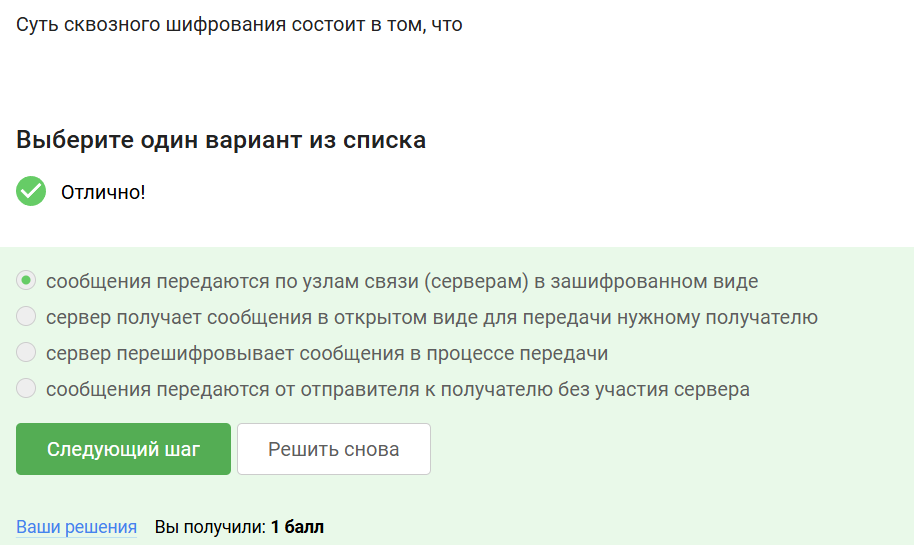 Суть сквозного шифрования состоит в том, что
Выберите один вариант из списка
Отлично!
сообщения передаются по узлам связи (серверам) в зашифрованном виде
сервер получает сообщения в открытом виде для передачи нужному получателю
сервер перешифровывает сообщения в процессе передачи
сообщения передаются от отправителя к получателю без участия сервера
Следующий шаг Решить снова
Ваши решения Вы получили: 1 балл